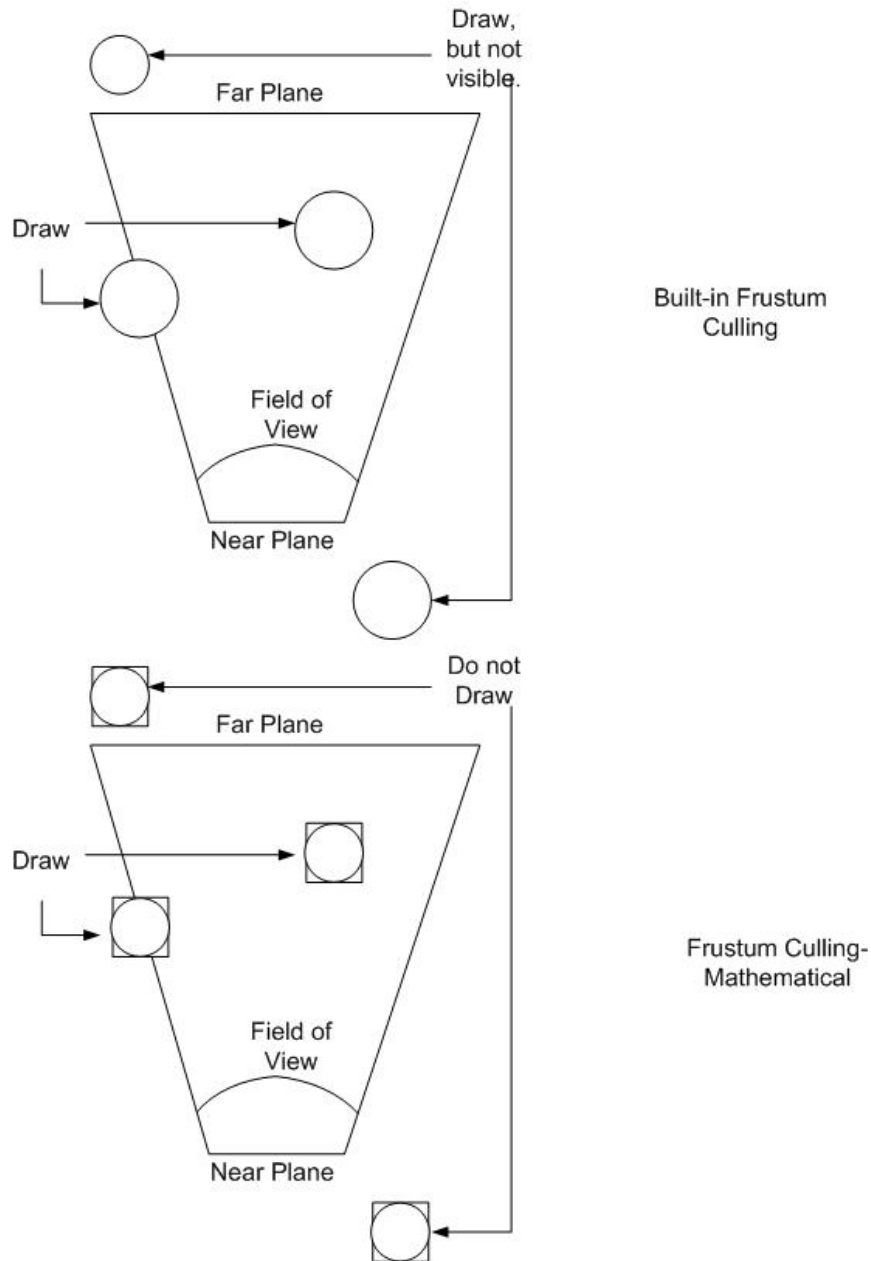 Draw,
but not
visible.
Far Plane
Draw
Built-in Frustum
Culling
Field of
View
Near Plane
Do not
Draw
Far Plane
Draw
Frustum Culling-
Mathematical
Field of
View
Near Plane